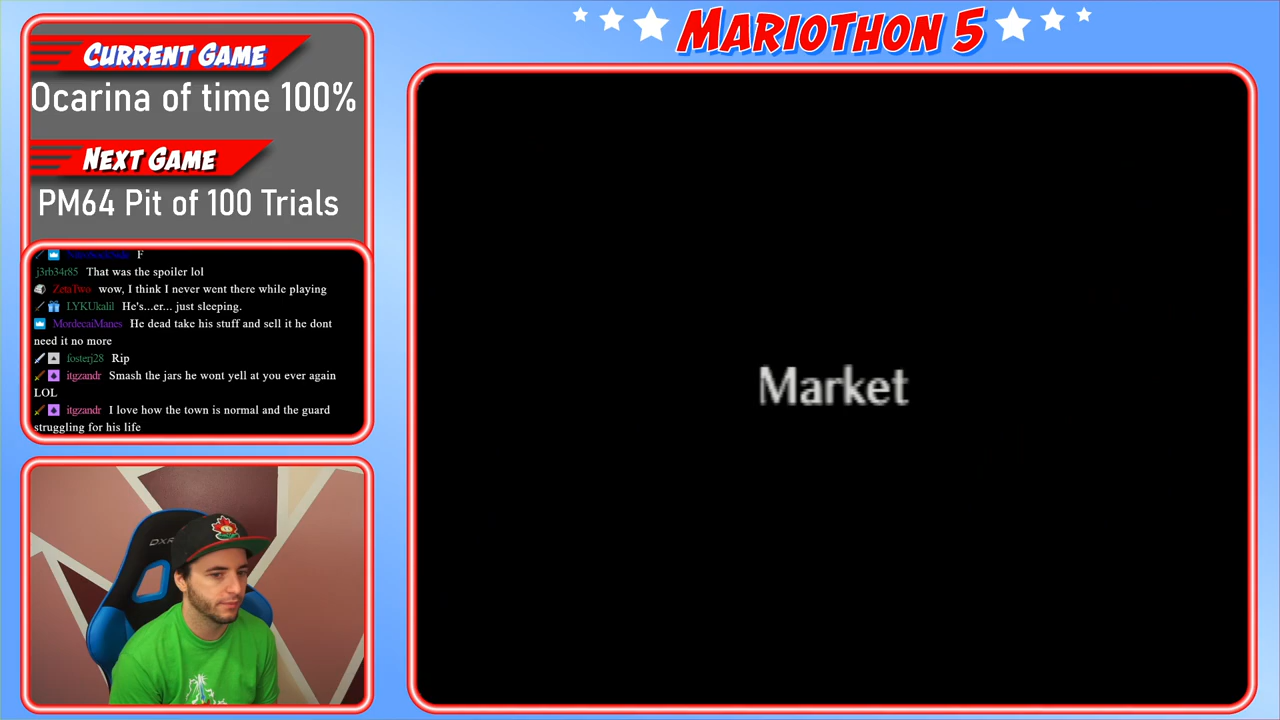 MARIOTHON 5
CURRENT GAME
Ocarina of time 100%
NEXT GAME
PM64 Pit of 100 Trials
F
j3rb34r85 That was the spoiler lol
ZetaTwo wow, I think I never went there while playing
LYKUkalil He's...er... just sleeping.
MordecaiManes He dead take his stuff and sell it he dont
need it no more
fosterj28 Rip
itgzandr Smash the jars he wont yell at you ever again
LOL
itgzandr I love how the town is normal and the guard
struggling for his life
Market
DXR